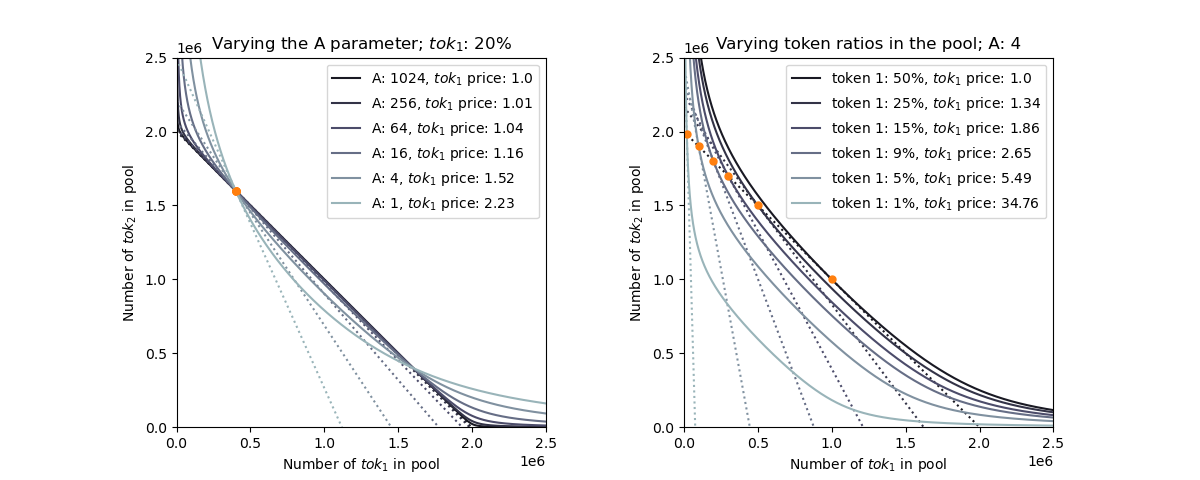 Varying the A parameter; tok₁: 20%
1e6
2.5
2.0
1.5
1.0
0.5
0.0
Number of tok₂ in pool
A: 1024, tok₁ price: 1.0
A: 256, tok₁ price: 1.01
A: 64, tok₁ price: 1.04
A: 16, tok₁ price: 1.16
A: 4, tok₁ price: 1.52
A: 1, tok₁ price: 2.23
0.0 0.5 1.0 1.5 2.0 2.5
1e6
Number of tok₁ in pool
Varying token ratios in the pool; A: 4
1e6
2.5
2.0
1.5
1.0
0.5
0.0
Number of tok₂ in pool
token 1: 50%, tok₁ price: 1.0
token 1: 25%, tok₁ price: 1.34
token 1: 15%, tok₁ price: 1.86
token 1: 9%, tok₁ price: 2.65
token 1: 5%, tok₁ price: 5.49
token 1: 1%, tok₁ price: 34.76
0.0 0.5 1.0 1.5 2.0 2.5
1e6
Number of tok₁ in pool